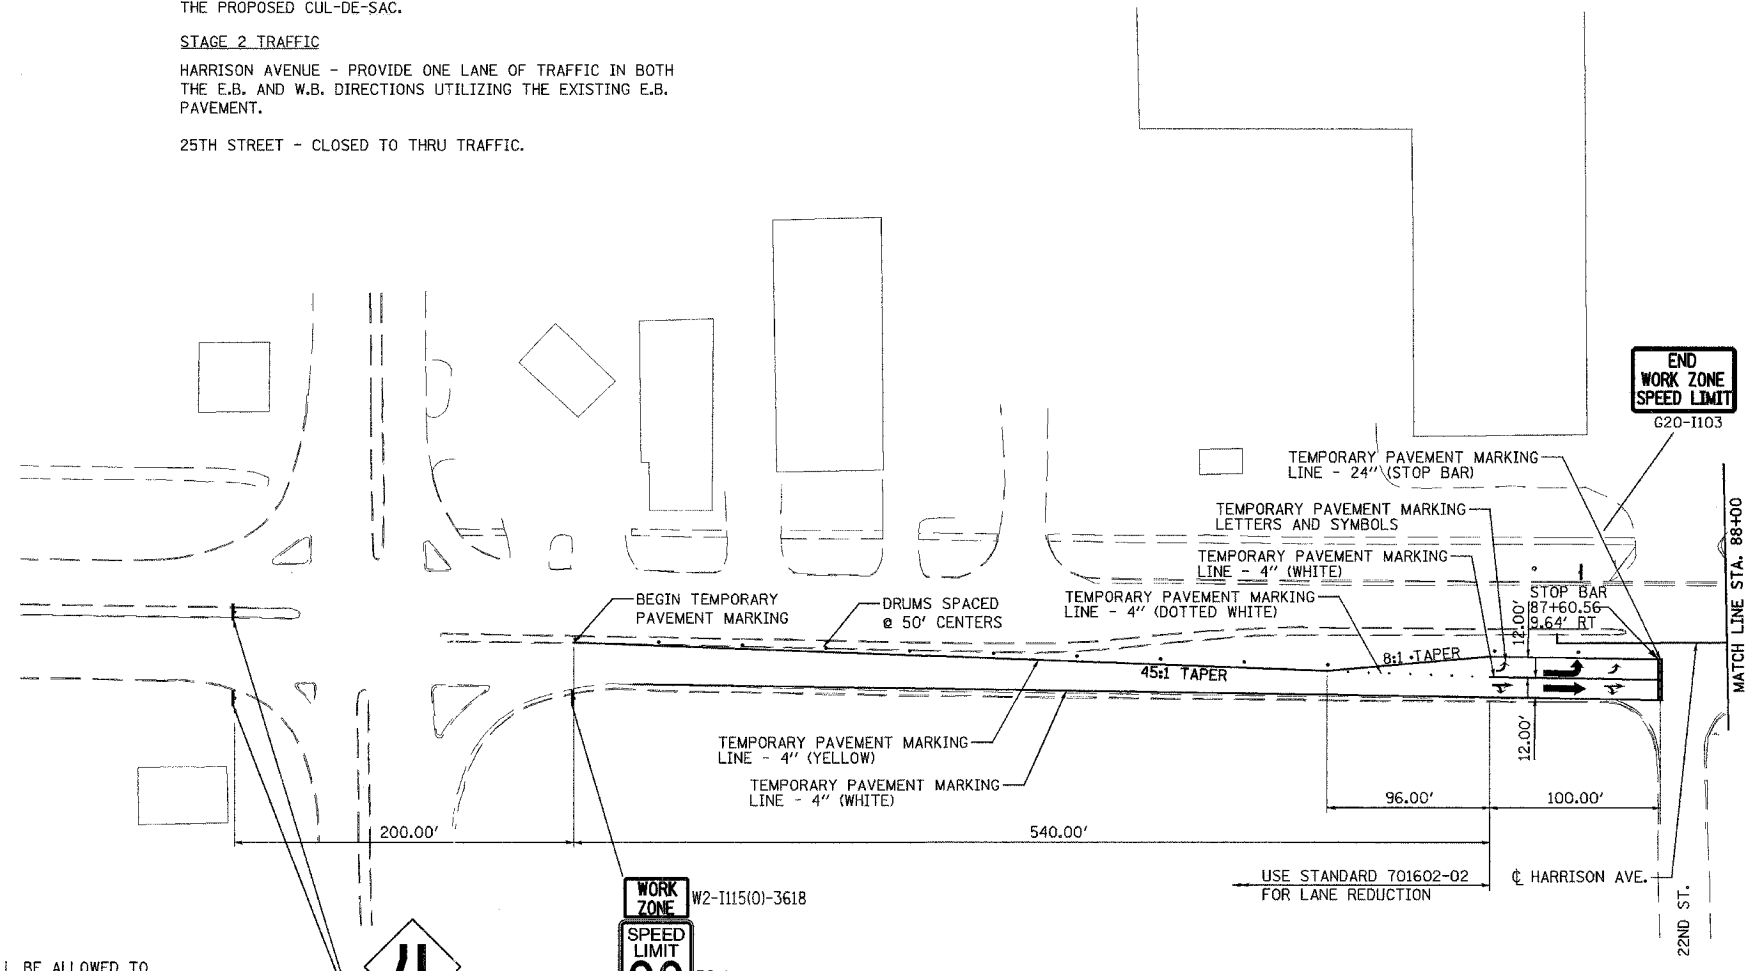 THE PROPOSED CUL-DE-SAC.
STAGE 2 TRAFFIC
HARRISON AVENUE - PROVIDE ONE LANE OF TRAFFIC IN BOTH
THE E.B. AND W.B. DIRECTIONS UTILIZING THE EXISTING E.B.
PAVEMENT.
25TH STREET - CLOSED TO THRU TRAFFIC.
END
WORK ZONE
SPEED LIMIT
G20-I103
TEMPORARY PAVEMENT MARKING
LINE - 24" (STOP BAR)
TEMPORARY PAVEMENT MARKING
LETTERS AND SYMBOLS
TEMPORARY PAVEMENT MARKING
LINE - 4" (WHITE)
TEMPORARY PAVEMENT MARKING
LINE - 4" (DOTTED WHITE)
BEGIN TEMPORARY
PAVEMENT MARKING
DRUMS SPACED
@ 50' CENTERS
STOP BAR
87+60.56
9.64' RT
12.00'
MATCH LINE STA. 88+00
45:1 TAPER
8:1 TAPER
12.00'
TEMPORARY PAVEMENT MARKING
LINE - 4" (YELLOW)
TEMPORARY PAVEMENT MARKING
LINE - 4" (WHITE)
96.00'
100.00'
200.00'
540.00'
USE STANDARD 701602-02
FOR LANE REDUCTION
℄ HARRISON AVE.
22ND ST.
WORK
ZONE
W2-I115(0)-3618
SPEED
LIMIT
BE ALLOWED TO